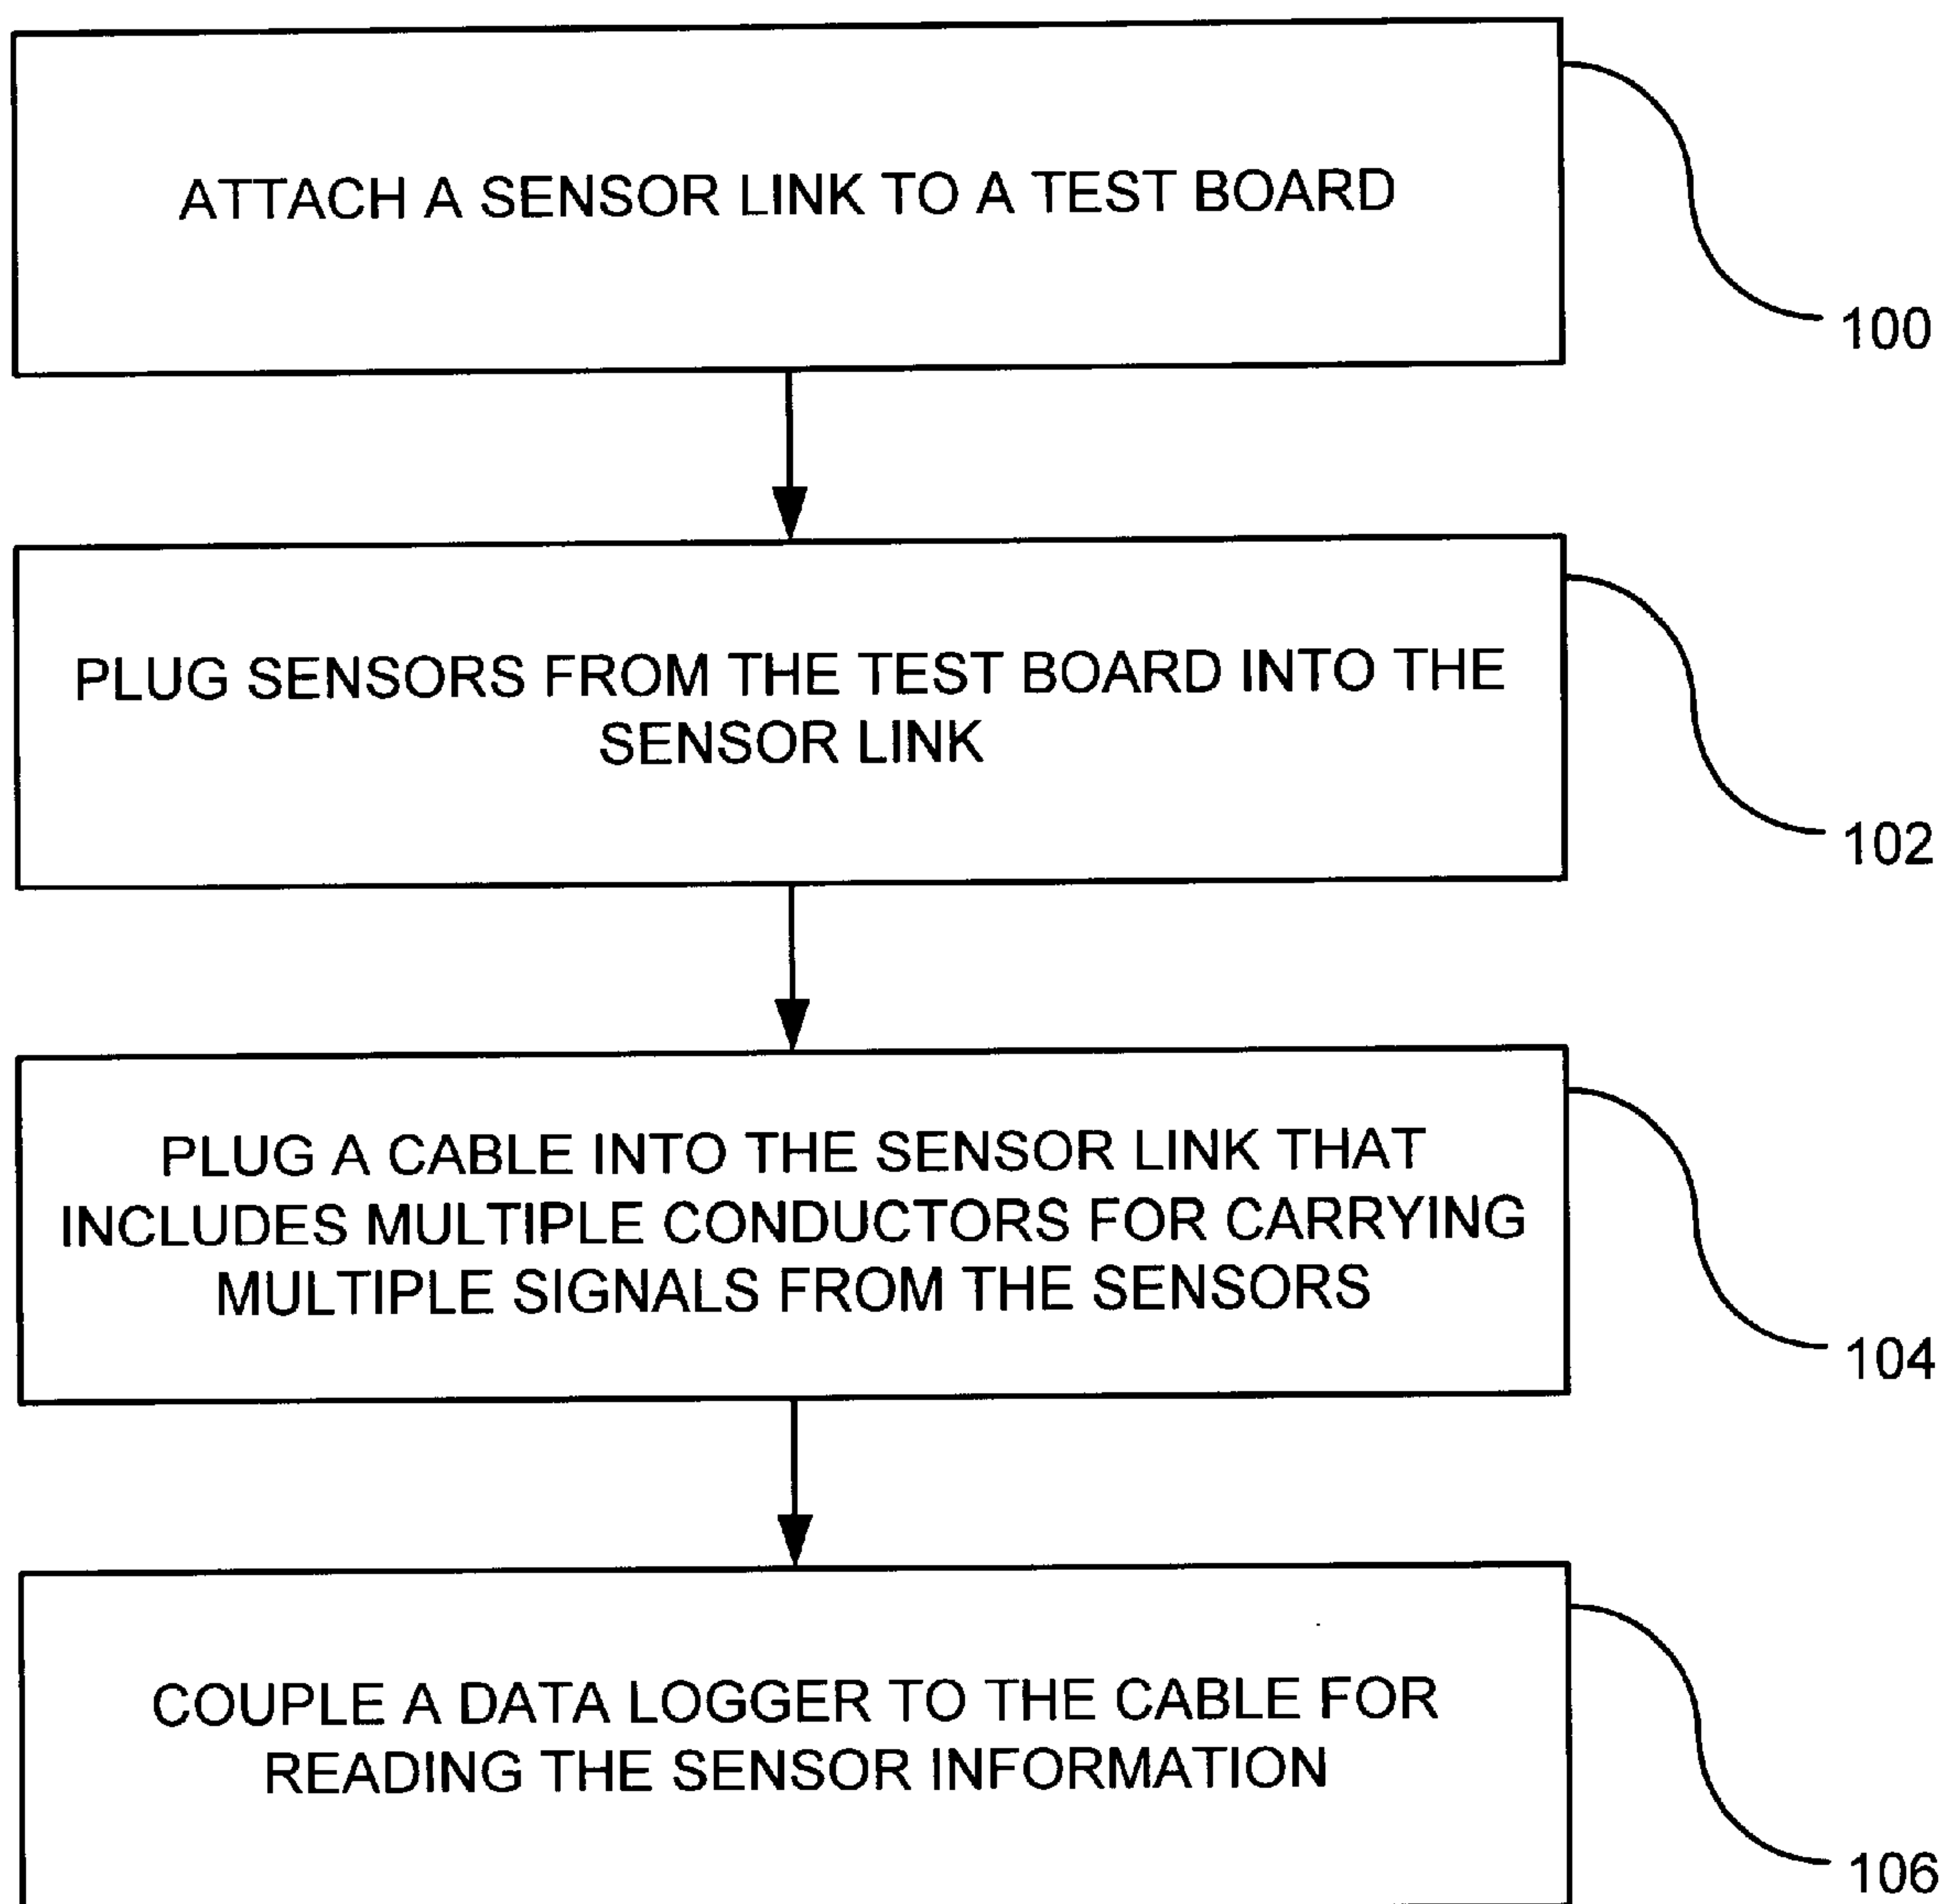 ATTACH A SENSOR LINK TO A TEST BOARD
100
PLUG SENSORS FROM THE TEST BOARD INTO THE
SENSOR LINK
102
PLUG A CABLE INTO THE SENSOR LINK THAT
INCLUDES MULTIPLE CONDUCTORS FOR CARRYING
MULTIPLE SIGNALS FROM THE SENSORS
104
COUPLE A DATA LOGGER TO THE CABLE FOR
READING THE SENSOR INFORMATION
106